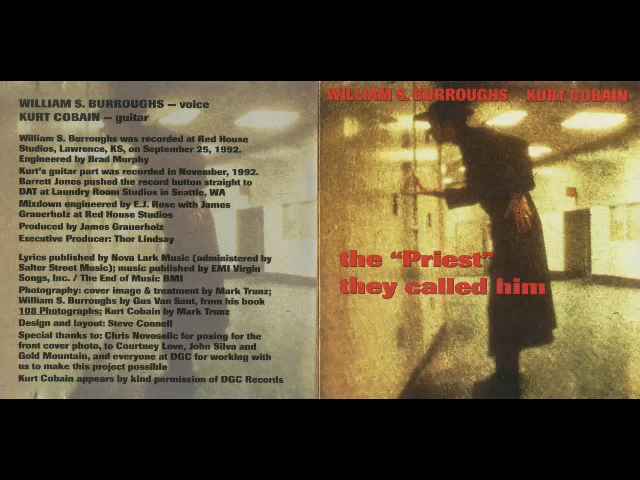 WILLIAM S. BURROUGHS – voice
KURT COBAIN – guitar
William S. Burroughs was recorded at Red House
Studios, Lawrence, KS, on September 25, 1992.
Engineered by Brad Murphy
Kurt's guitar part was recorded in November, 1992.
Barrett Jones pushed the record button straight to
DAT at Laundry Room Studios in Seattle, WA
Mixdown engineered by E.J. Rose with James
Grauerholz at Red House Studios
Produced by James Grauerholz
Executive Producer: Thor Lindsay
Lyrics published by Nova Lark Music (administered by
Salter Street Music); music published by EMI Virgin
Songs, Inc. / The End of Music BMI
Photography: cover image & treatment by Mark Trunz;
William S. Burroughs by Gus Van Sant, from his book
108 Photographs; Kurt Cobain by Mark Trunz
Design and layout: Steve Connell
Special thanks to: Chris Novoselic for posing for the
front cover photo, to Courtney Love, John Silva and
Gold Mountain, and everyone at DGC for working with
us to make this project possible
Kurt Cobain appears by kind permission of DGC Records
WILLIAM S. BURROUGHS . KURT COBAIN
the "Priest"
they called him